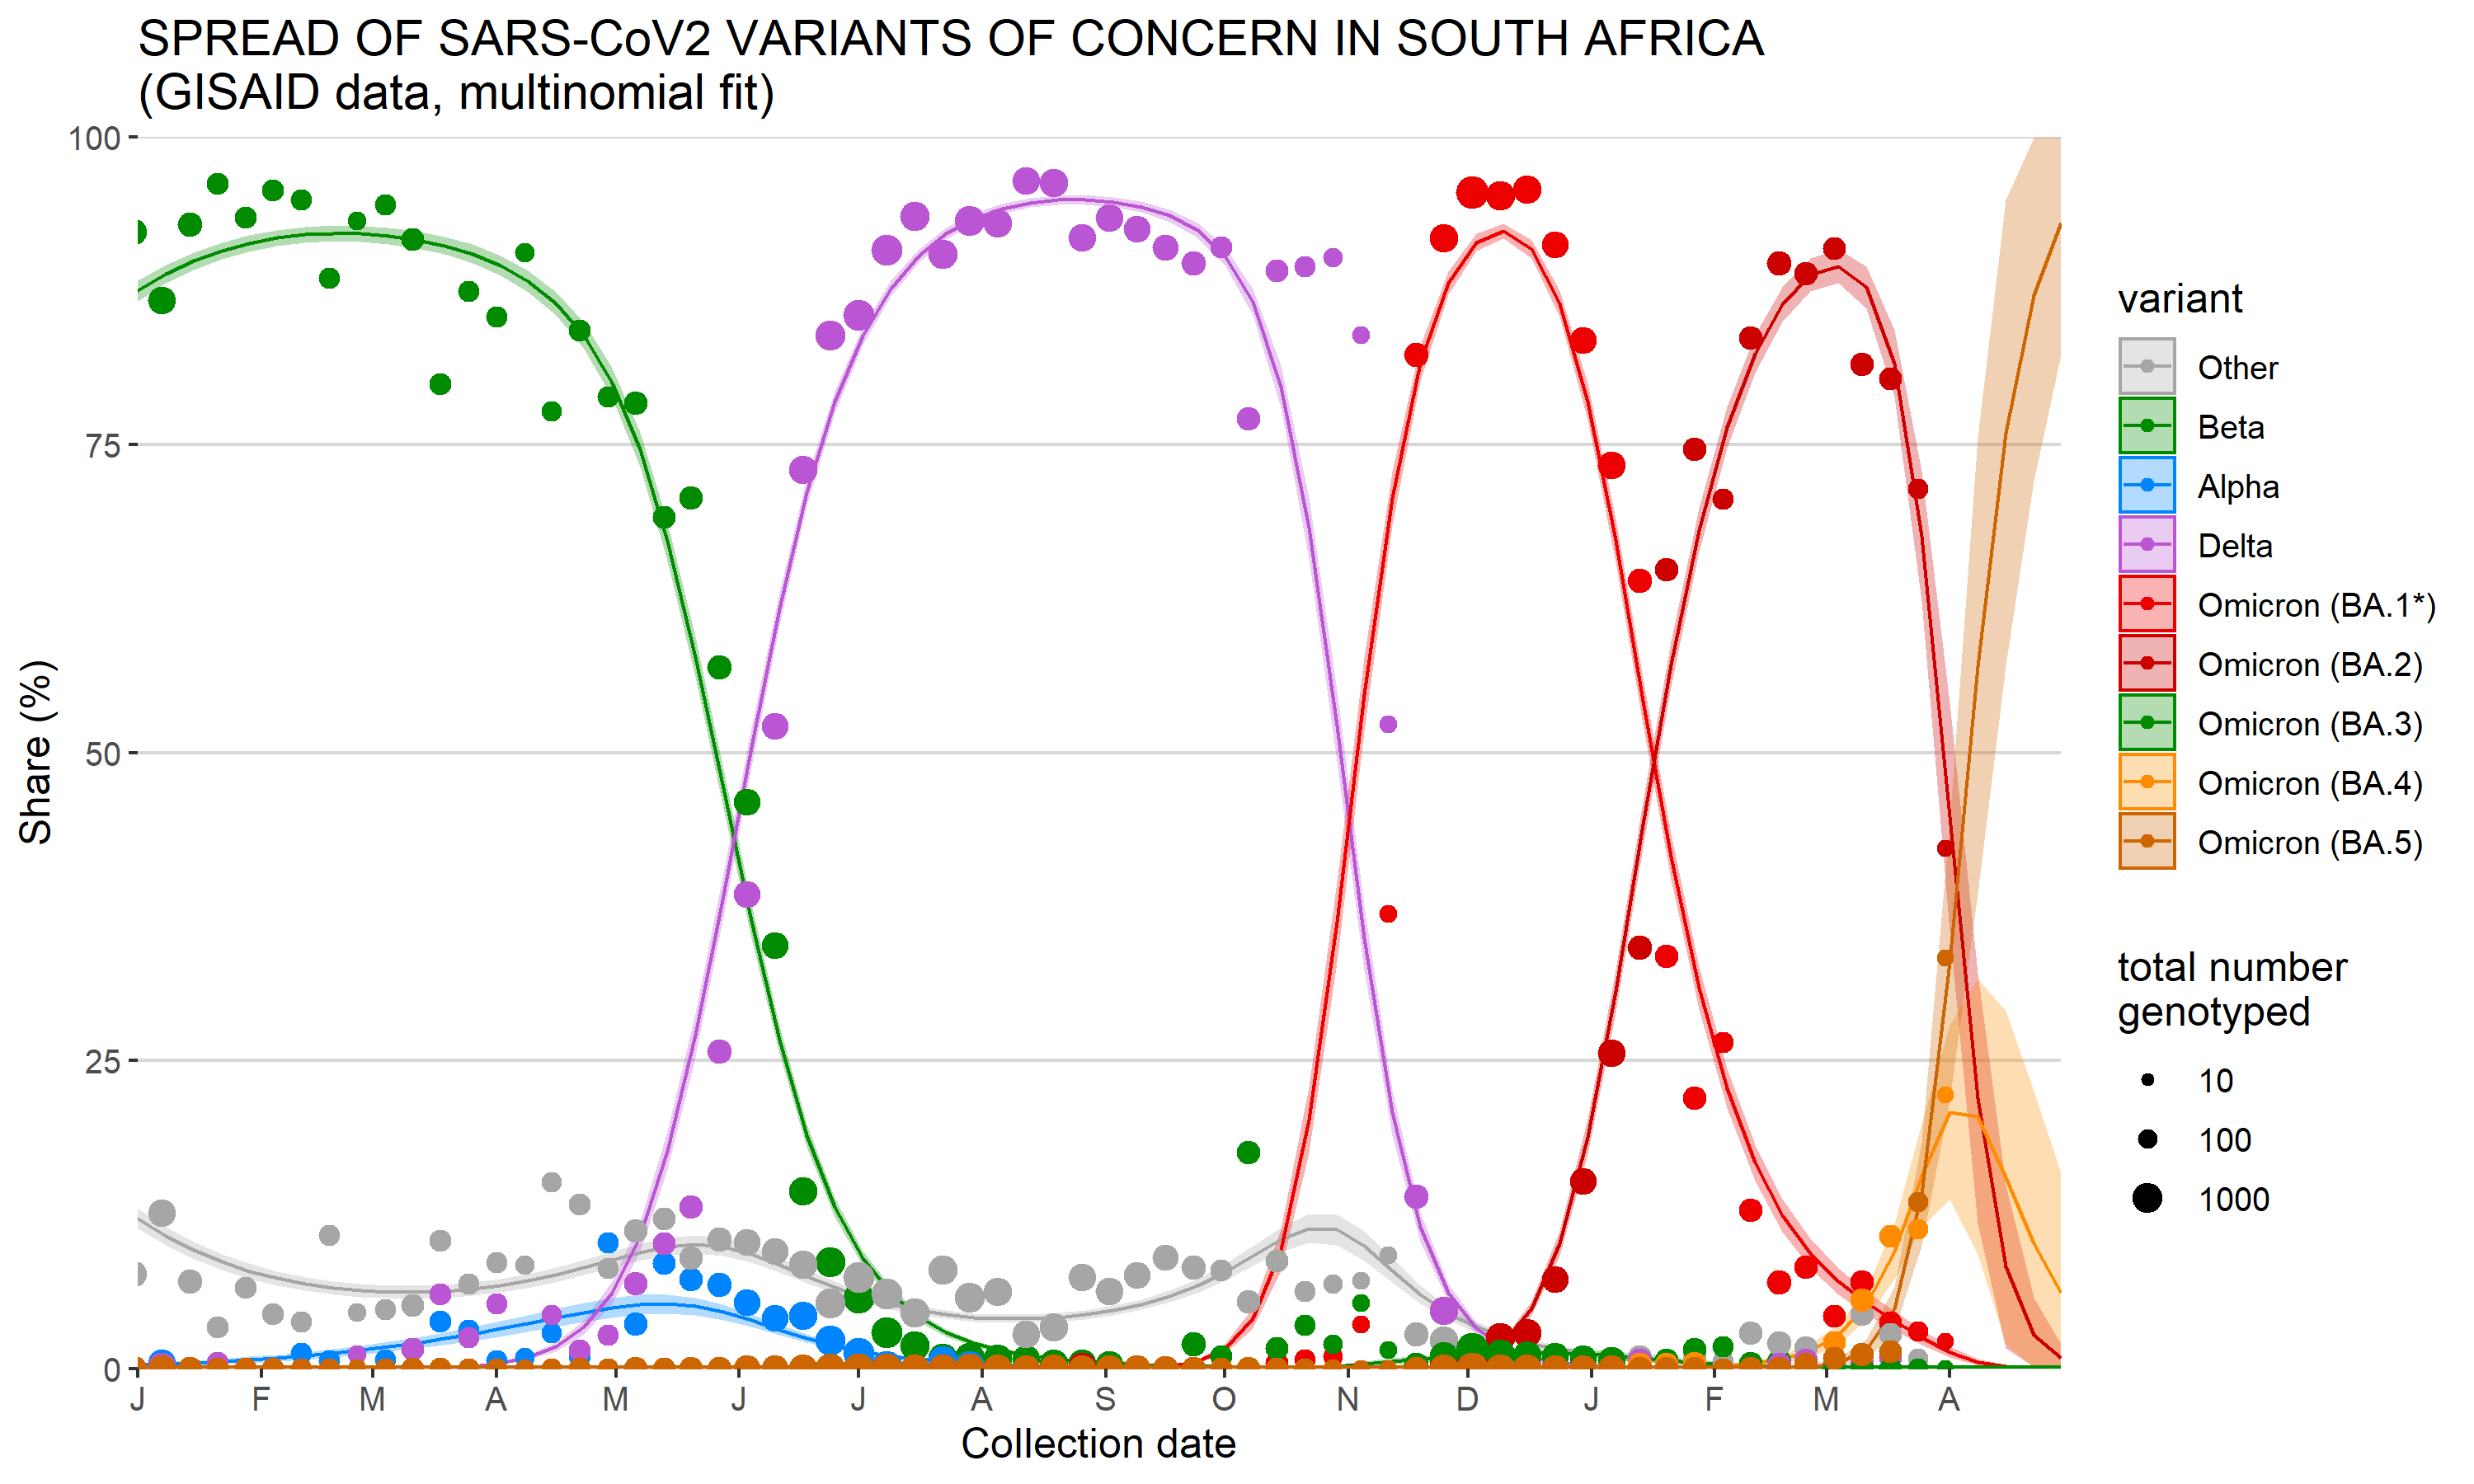 SPREAD OF SARS-CoV2 VARIANTS OF CONCERN IN SOUTH AFRICA
(GISAID data, multinomial fit)
100
75
50
25
0
Share (%)
J F M A M J J A S O N D J F M A
Collection date
variant
Other
Beta
Alpha
Delta
Omicron (BA.1*)
Omicron (BA.2)
Omicron (BA.3)
Omicron (BA.4)
Omicron (BA.5)
total number
genotyped
10
100
1000